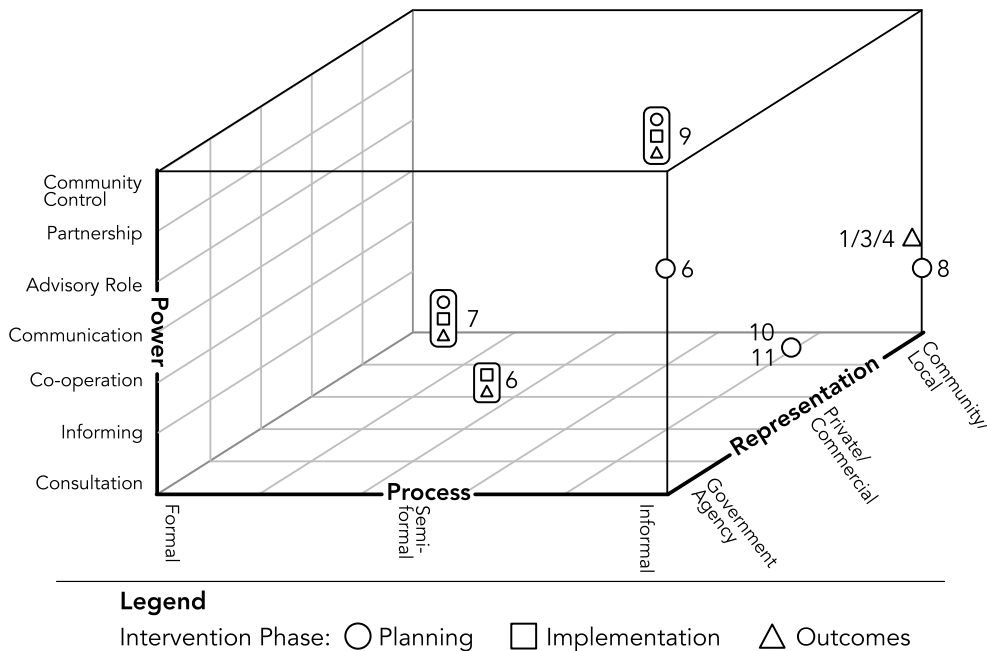 9
Community
Control
Partnership
1/3/4
6
8
Advisory Role
Power
7
Communication
10
11
Co-operation
6
Representation
Community/
Local
Informing
Private/
Commercial
Consultation
Process
Formal
Semi-
formal
Informal
Government
Agency
Legend
Intervention Phase: Planning Implementation Outcomes